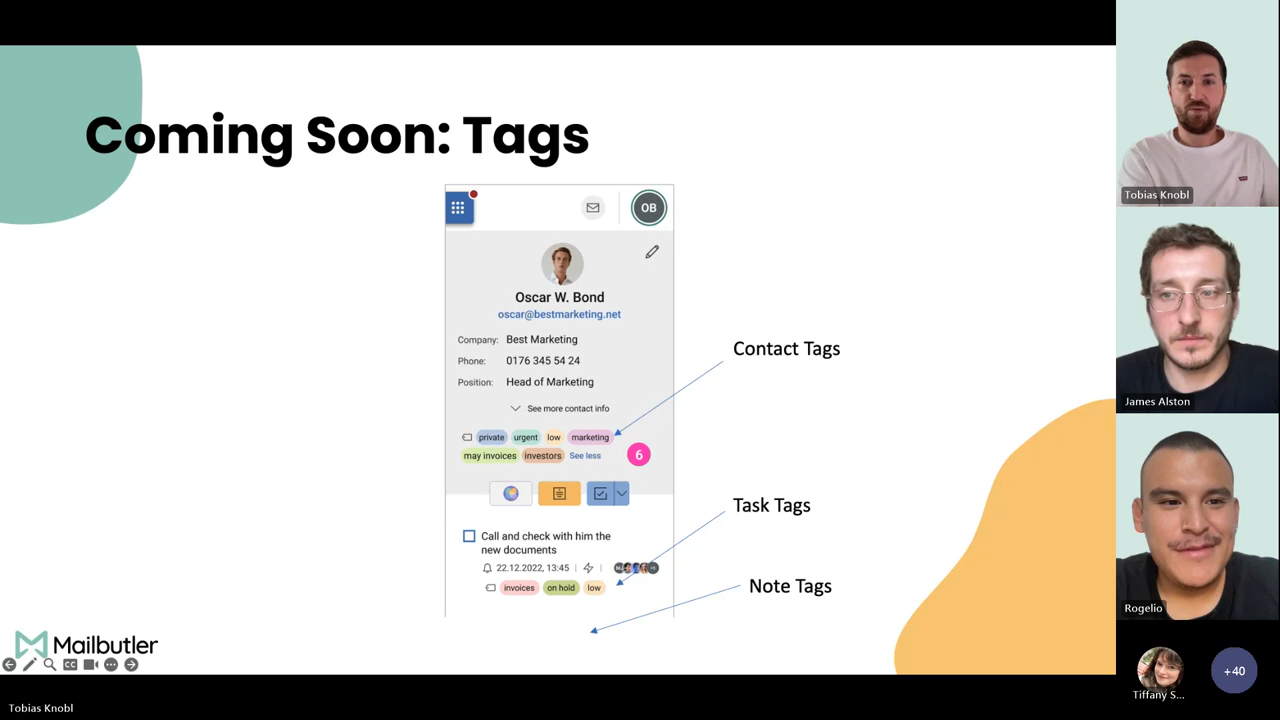 Coming Soon: Tags
OB
Oscar W. Bond
oscar@bestmarketing.net
Company: Best Marketing
Phone: 0176 345 54 24
Position: Head of Marketing
See more contact info
private urgent low marketing
may invoices investors See less
6
Call and check with him the
new documents
22.12.2022, 13:45
invoices on hold low
Contact Tags
Task Tags
Note Tags
Mailbutler
CC
Tobias Knobl
Tobias Knobl
James Alston
Rogelio
Tiffany S...
+40